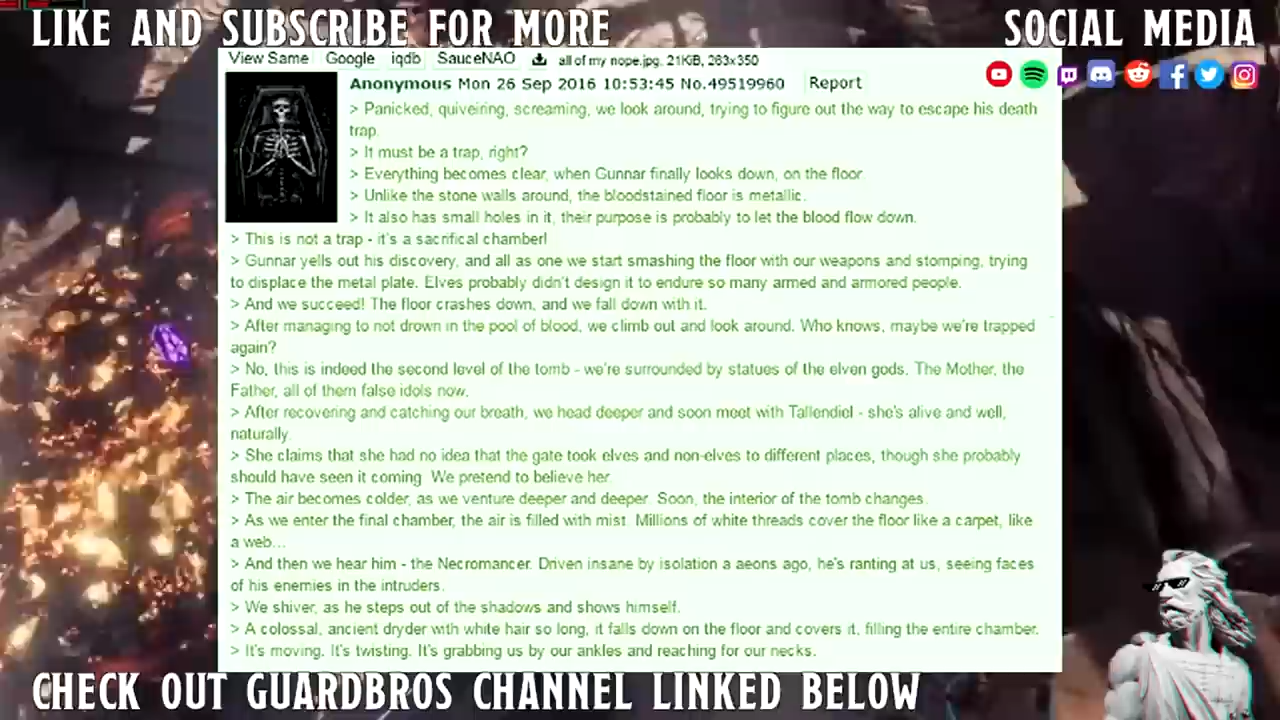 LIKE AND SUBSCRIBE FOR MORE
SOCIAL MEDIA
View Same Google iqdb SauceNAO all of my nope.jpg, 21KiB, 263x350
Anonymous Mon 26 Sep 2016 10:53:45 No.49519960 Report
> Panicked, quiveiring, screaming, we look around, trying to figure out the way to escape his death
trap.
> It must be a trap, right?
> Everything becomes clear, when Gunnar finally looks down, on the floor.
> Unlike the stone walls around, the bloodstained floor is metallic.
> It also has small holes in it, their purpose is probably to let the blood flow down.
> This is not a trap - it's a sacrifical chamber!
> Gunnar yells out his discovery, and all as one we start smashing the floor with our weapons and stomping, trying
to displace the metal plate. Elves probably didn't design it to endure so many armed and armored people.
> And we succeed! The floor crashes down, and we fall down with it.
> After managing to not drown in the pool of blood, we climb out and look around. Who knows, maybe we're trapped
again?
> No, this is indeed the second level of the tomb - we're surrounded by statues of the elven gods. The Mother, the
Father, all of them false idols now.
> After recovering and catching our breath, we head deeper and soon meet with Tallendiel - she's alive and well,
naturally.
> She claims that she had no idea that the gate took elves and non-elves to different places, though she probably
should have seen it coming. We pretend to believe her.
> The air becomes colder, as we venture deeper and deeper. Soon, the interior of the tomb changes.
> As we enter the final chamber, the air is filled with mist. Millions of white threads cover the floor like a carpet, like
a web...
> And then we hear him - the Necromancer. Driven insane by isolation a aeons ago, he's ranting at us, seeing faces
of his enemies in the intruders.
> We shiver, as he steps out of the shadows and shows himself.
> A colossal, ancient dryder with white hair so long, it falls down on the floor and covers it, filling the entire chamber.
> It's moving. It's twisting. It's grabbing us by our ankles and reaching for our necks.
CHECK OUT GUARDBROS CHANNEL LINKED BELOW